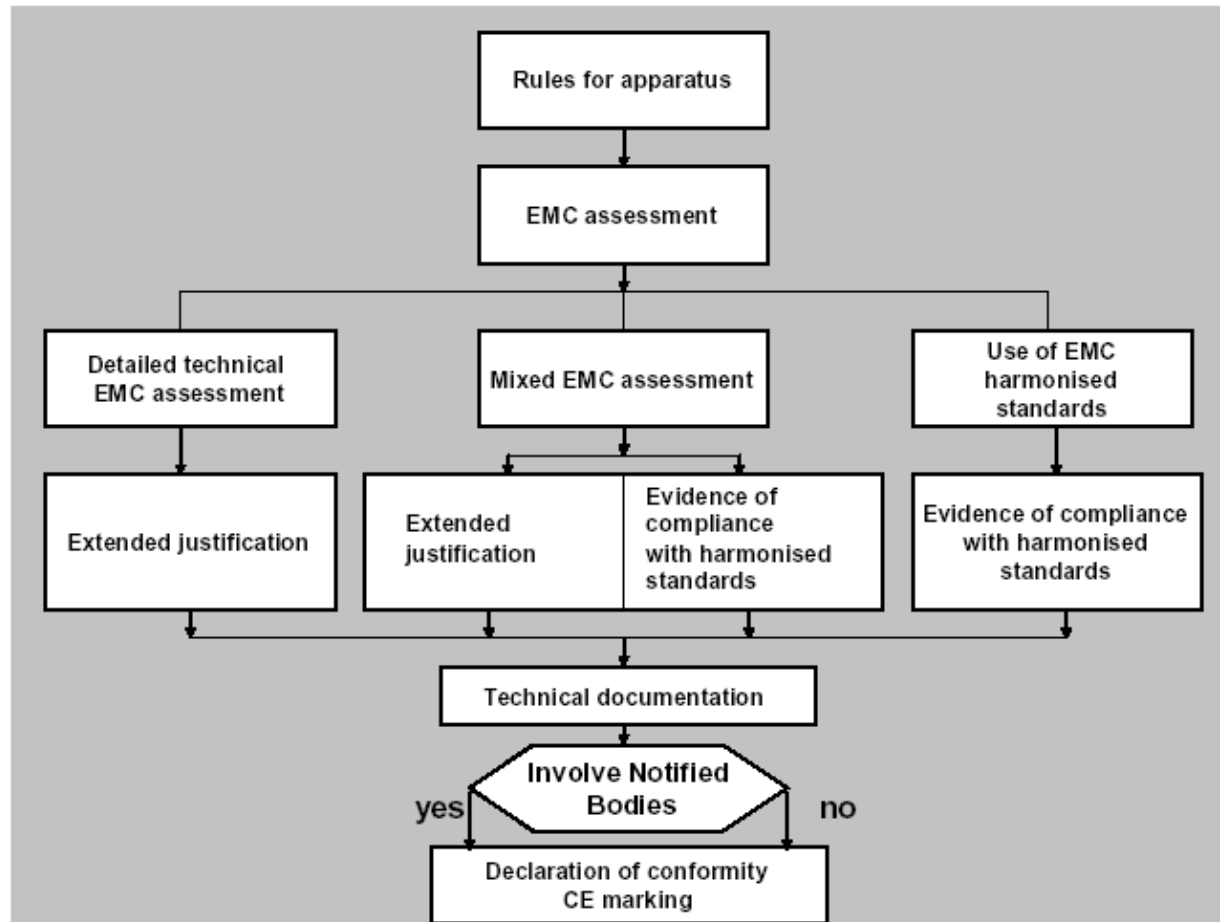 Rules for apparatus
EMC assessment
Detailed technical
EMC assessment
Mixed EMC assessment
Use of EMC
harmonised
standards
Extended justification
Extended
justification
Evidence of
compliance
with harmonised
standards
Evidence of compliance
with harmonised
standards
Technical documentation
Involve Notified
Bodies
yes
no
Declaration of conformity
CE marking